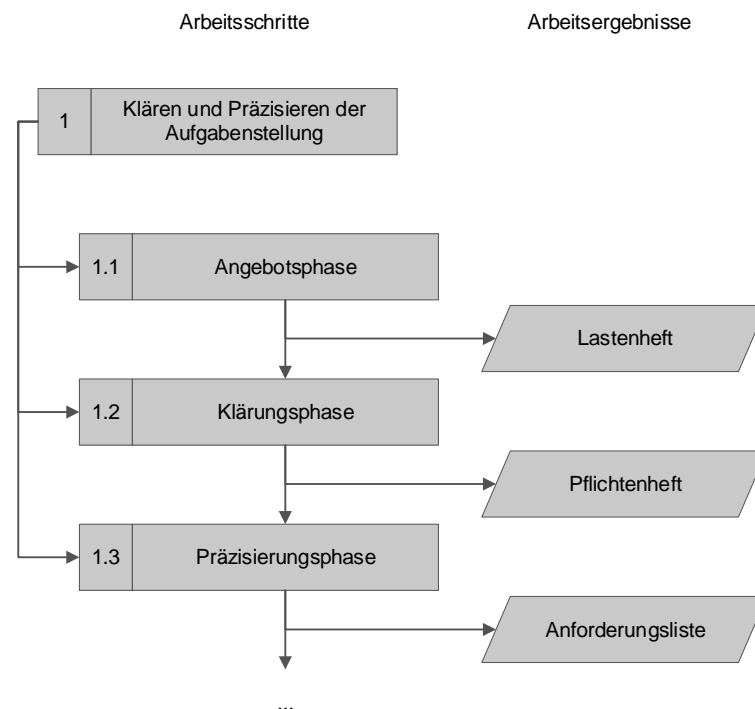 Arbeitsschritte
Arbeitsergebnisse
1
Klären und Präzisieren der
Aufgabenstellung
1.1
Angebotsphase
Lastenheft
1.2
Klärungsphase
Pflichtenheft
1.3
Präzisierungsphase
Anforderungsliste
...